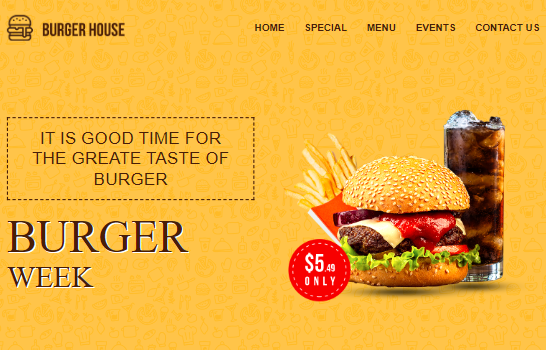 BURGER HOUSE
HOME SPECIAL MENU EVENTS CONTACT US
IT IS GOOD TIME FOR
THE GREATE TASTE OF
BURGER
BURGER
WEEK
$5.49
ONLY